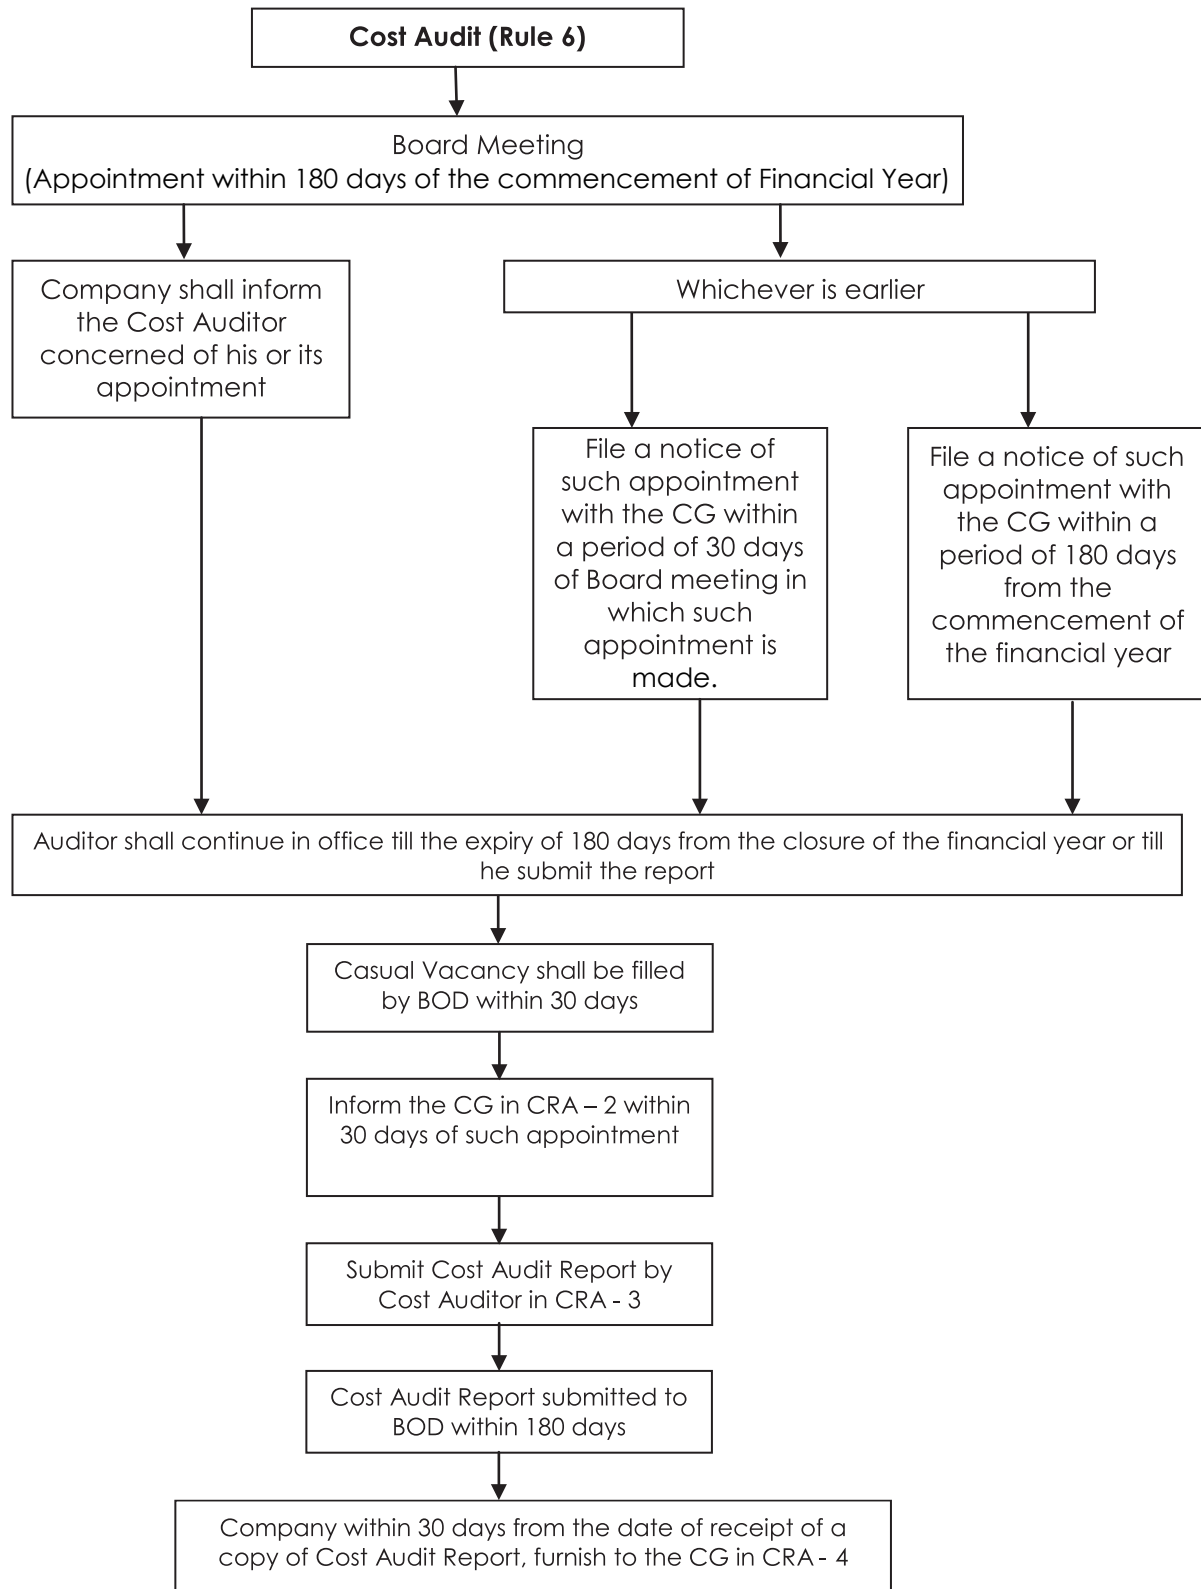 Cost Audit (Rule 6)
Board Meeting
(Appointment within 180 days of the commencement of Financial Year)
Company shall inform
the Cost Auditor
concerned of his or its
appointment
Whichever is earlier
File a notice of
such appointment
with the CG within
a period of 30 days
of Board meeting in
which such
appointment is
made.
File a notice of such
appointment with
the CG within a
period of 180 days
from the
commencement of
the financial year
Auditor shall continue in office till the expiry of 180 days from the closure of the financial year or till
he submit the report
Casual Vacancy shall be filled
by BOD within 30 days
Inform the CG in CRA – 2 within
30 days of such appointment
Submit Cost Audit Report by
Cost Auditor in CRA - 3
Cost Audit Report submitted to
BOD within 180 days
Company within 30 days from the date of receipt of a
copy of Cost Audit Report, furnish to the CG in CRA - 4